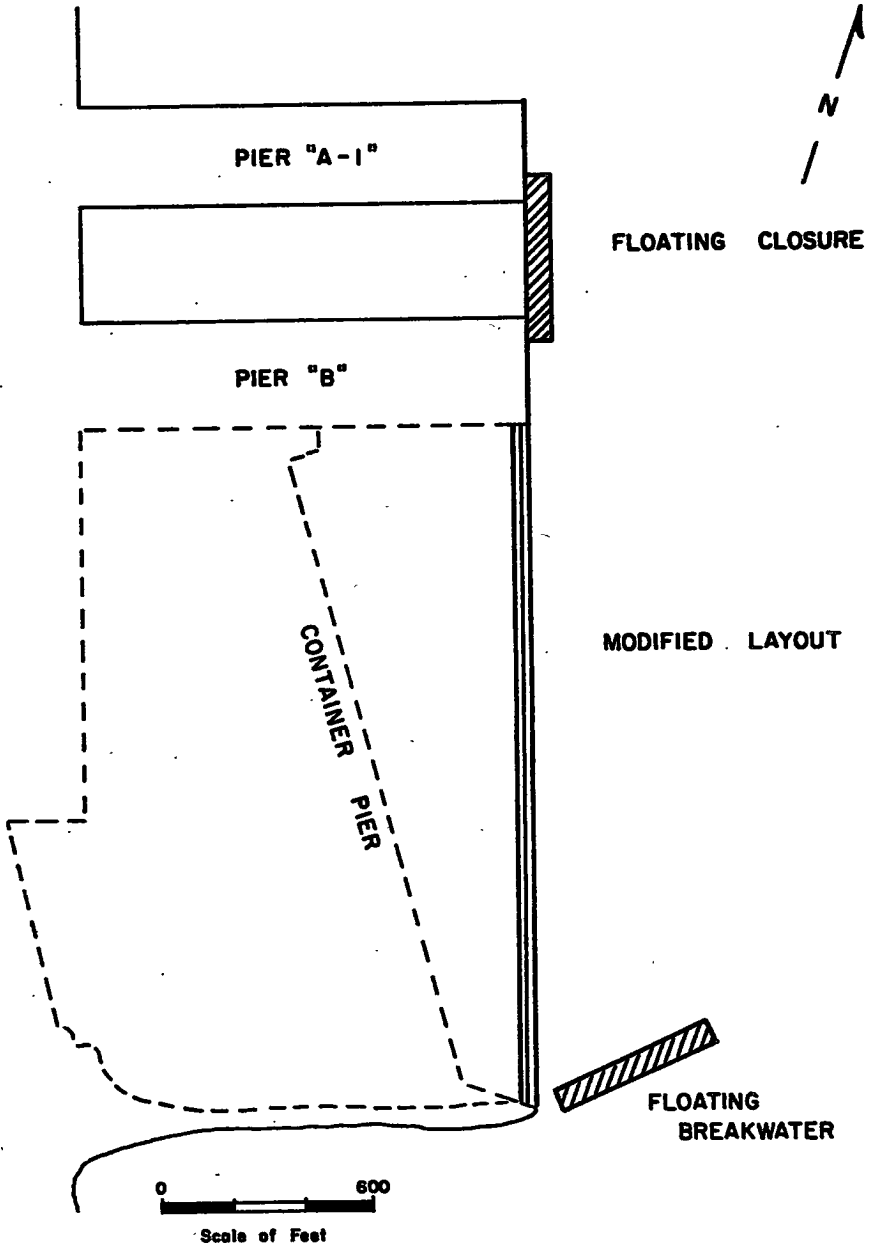 N
PIER "A-1"
FLOATING CLOSURE
PIER "B"
MODIFIED LAYOUT
CONTAINER PIER
FLOATING
BREAKWATER
0 600
Scale of Feet